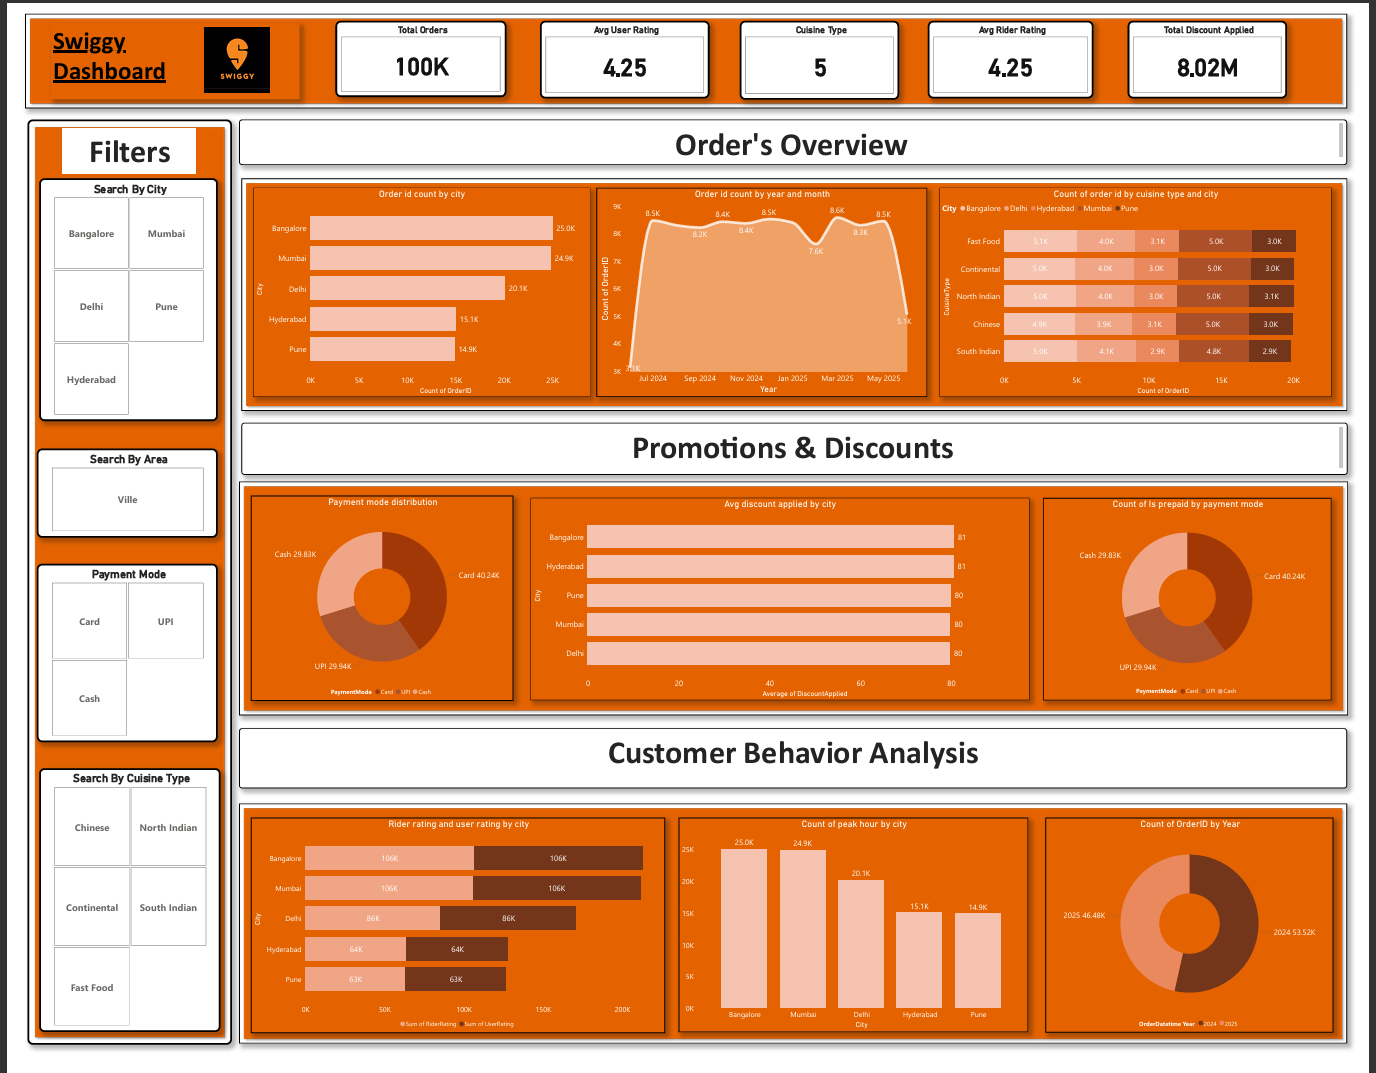 Swiggy
Dashboard
SWIGGY
Total Orders
100K
Avg User Rating
4.25
Cuisine Type
5
Avg Rider Rating
4.25
Total Discount Applied
8.02M
Filters
Search By City
Bangalore
Mumbai
Delhi
Pune
Hyderabad
Search By Area
Ville
Payment Mode
Card
UPI
Cash
Search By Cuisine Type
Chinese
North Indian
Continental
South Indian
Fast Food
Order's Overview
Order id count by city
City
Bangalore 25.0K
Mumbai 24.9K
Delhi 20.1K
Hyderabad 15.1K
Pune 14.9K
0K 5K 10K 15K 20K 25K
Count of OrderID
Order id count by year and month
Count of OrderID
9K
8K
7K
6K
5K
4K
3K
8.5K 8.2K 8.4K 8.4K 8.5K 7.6K 8.6K 8.3K 8.5K 5.1K
Jul 2024 Sep 2024 Nov 2024 Jan 2025 Mar 2025 May 2025
Year
Count of order id by cuisine type and city
City Bangalore Delhi Hyderabad Mumbai Pune
CuisineType
Fast Food 5.1K 4.0K 3.1K 5.0K 3.0K
Continental 5.0K 4.0K 3.0K 5.0K 3.0K
North Indian 5.0K 4.0K 3.0K 5.0K 3.1K
Chinese 4.9K 3.9K 3.1K 5.0K 3.0K
South Indian 5.0K 4.1K 2.9K 4.8K 2.9K
0K 5K 10K 15K 20K
Count of OrderID
Promotions & Discounts
Payment mode distribution
Cash 29.83K
Card 40.24K
UPI 29.94K
PaymentMode Card UPI Cash
Avg discount applied by city
City
Bangalore 81
Hyderabad 81
Pune 80
Mumbai 80
Delhi 80
0 20 40 60 80
Average of DiscountApplied
Count of Is prepaid by payment mode
Cash 29.83K
Card 40.24K
UPI 29.94K
PaymentMode Card UPI Cash
Customer Behavior Analysis
Rider rating and user rating by city
City
Bangalore 106K 106K
Mumbai 106K 106K
Delhi 86K 86K
Hyderabad 64K 64K
Pune 63K 63K
0K 50K 100K 150K 200K
Sum of RiderRating Sum of UserRating
Count of peak hour by city
25K
20K
15K
10K
5K
0K
25.0K 24.9K 20.1K 15.1K 14.9K
Bangalore Mumbai Delhi Hyderabad Pune
City
Count of OrderID by Year
2025 46.48K
2024 53.52K
OrderDatetime Year 2024 2025